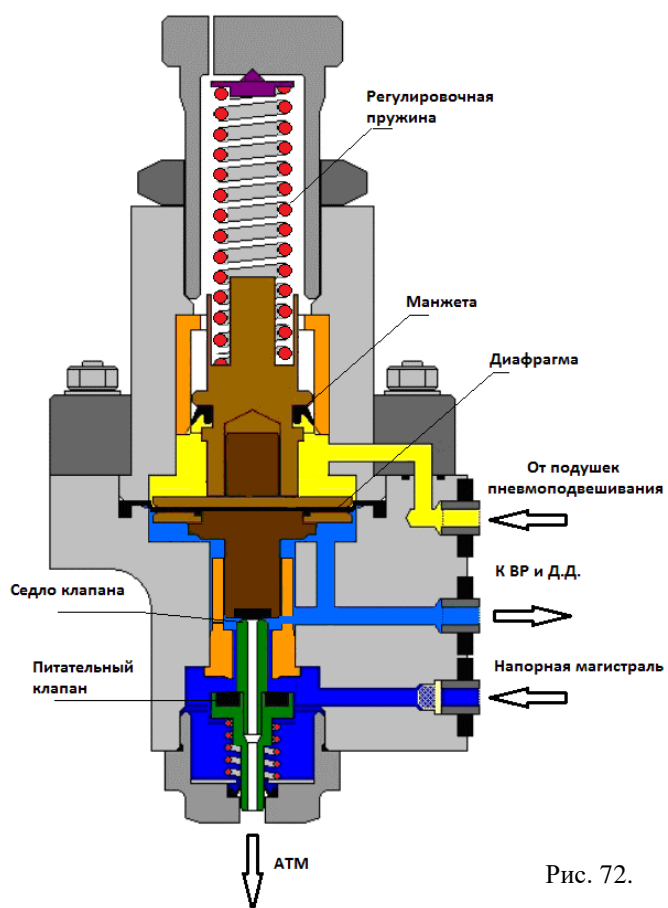 Регулировочная
пружина
Манжета
Диафрагма
От подушек
пневмоподвешивания
К ВР и Д.Д.
Седло клапана
Питательный
клапан
Напорная магистраль
АТМ
Рис. 72.